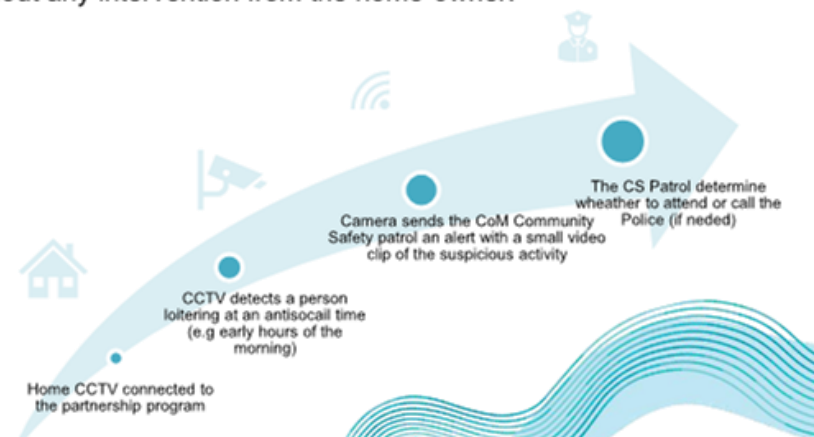 out any intervention from the home owner.
Home CCTV connected to
the partnership program
CCTV detects a person
loitering at an antisocail time
(e.g early hours of the
morning)
Camera sends the CoM Community
Safety patrol an alert with a small video
clip of the suspicious activity
The CS Patrol determine
wheather to attend or call the
Police (if neded)